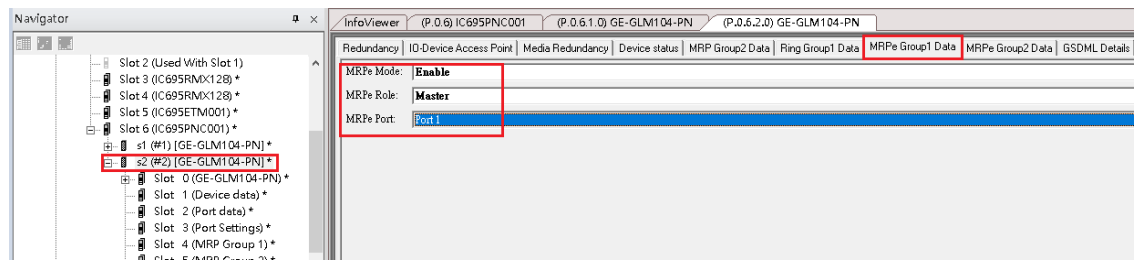 Navigator
InfoViewer (P.0.6) IC695PNC001 (P.0.6.1.0) GE-GLM104-PN (P.0.6.2.0) GE-GLM104-PN
Redundancy IO-Device Access Point Media Redundancy Device status MRP Group2 Data Ring Group1 Data MRPe Group1 Data MRPe Group2 Data GSDML Details
MRPe Mode: Enable
MRPe Role: Master
MRPe Port: Port 1
Slot 2 (Used With Slot 1)
Slot 3 (IC695RMX128) *
Slot 4 (IC695RMX128) *
Slot 5 (IC695ETM001) *
Slot 6 (IC695PNC001) *
s1 (#1) [GE-GLM104-PN] *
s2 (#2) [GE-GLM104-PN] *
Slot 0 (GE-GLM104-PN) *
Slot 1 (Device data) *
Slot 2 (Port data) *
Slot 3 (Port Settings) *
Slot 4 (MRP Group 1) *
Slot 5 (MRP Group 2) *